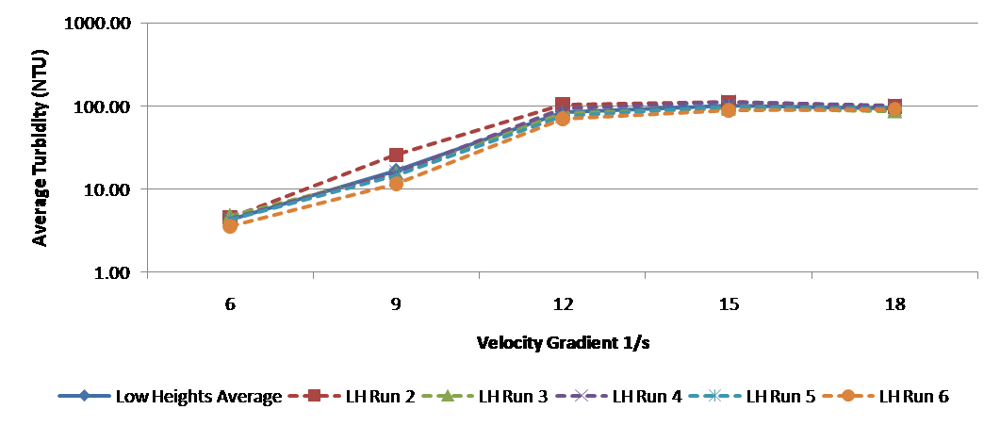 1000.00
100.00
10.00
1.00
Average Turbidity (NTU)
6 9 12 15 18
Velocity Gradient 1/s
Low Heights Average LH Run 2 LH Run 3 LH Run 4 LH Run 5 LH Run 6